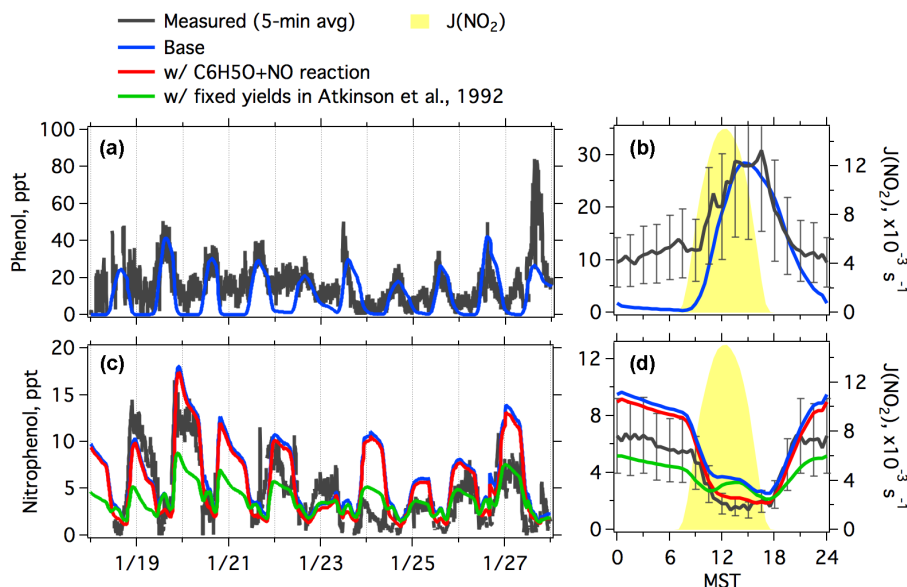 Measured (5-min avg)
J(NO₂)
Base
w/ C6H5O+NO reaction
w/ fixed yields in Atkinson et al., 1992
(a)
Phenol, ppt
100
80
60
40
20
0
(b)
30
20
10
0
12
8
4
0
J(NO₂), x10⁻³ s⁻¹
(c)
Nitrophenol, ppt
20
15
10
5
0
1/19
1/21
1/23
1/25
1/27
(d)
12
8
4
0
12
8
4
0
J(NO₂), x10⁻³ s⁻¹
0
6
12
18
24
MST